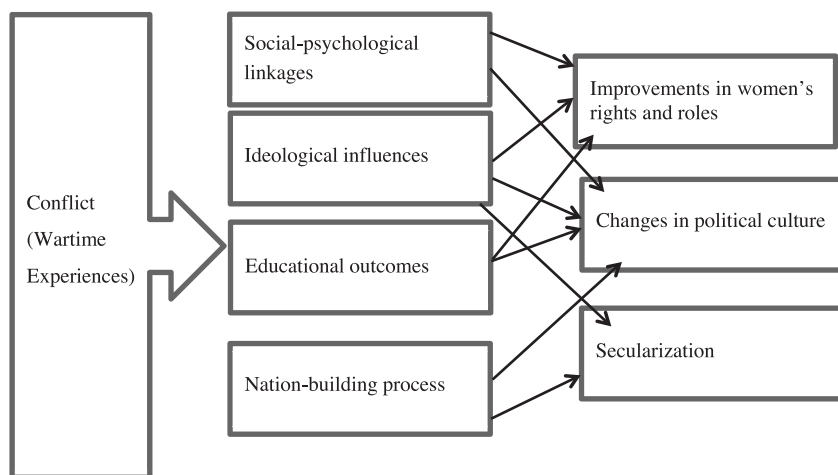 Conflict
(Wartime
Experiences)
Social-psychological
linkages
Ideological influences
Educational outcomes
Nation-building process
Improvements in women’s
rights and roles
Changes in political culture
Secularization